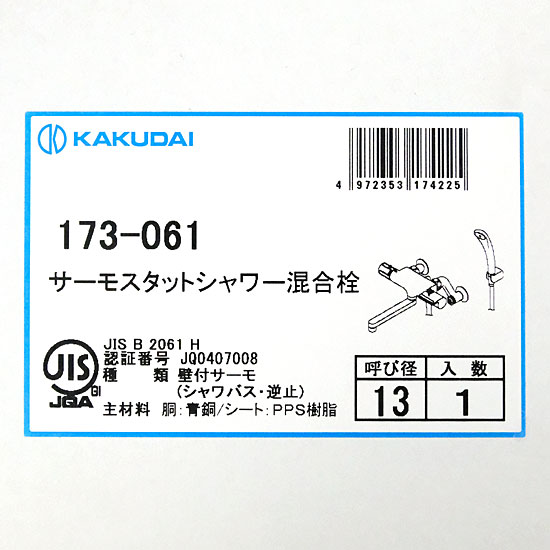 KAKUDAI
4 972353 174225
173-061
サーモスタットシャワー混合栓
JIS B 2061 H
認証番号 JQ0407008
種類 壁付サーモ
(シャワバス・逆止)
主材料 胴:青銅/シート:PPS樹脂
JIS
GI
JQA
呼び径 入数
13 1